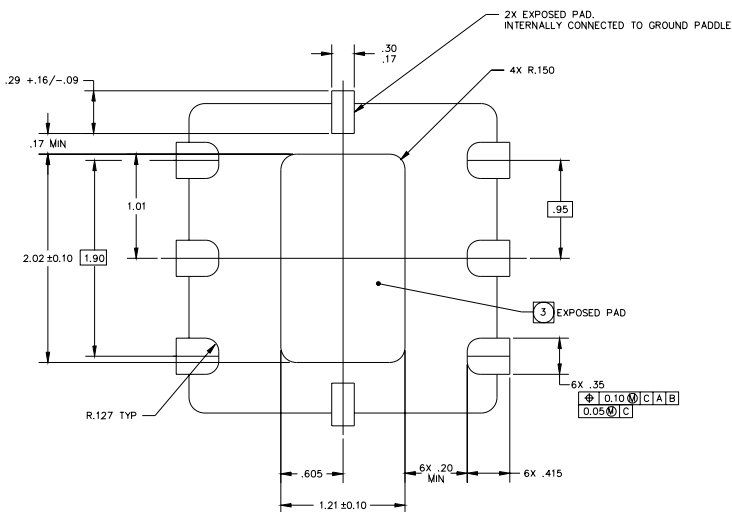 2X EXPOSED PAD.
INTERNALLY CONNECTED TO GROUND PADDLE
.30
.17
4X R.150
.29 +.16/-.09
.17 MIN
1.01
.95
2.02 ±0.10
1.90
3 EXPOSED PAD
6X .35
⌖ 0.10 Ⓜ C A B
0.05 Ⓜ C
R.127 TYP
.605
6X .20
MIN
6X .415
1.21 ±0.10